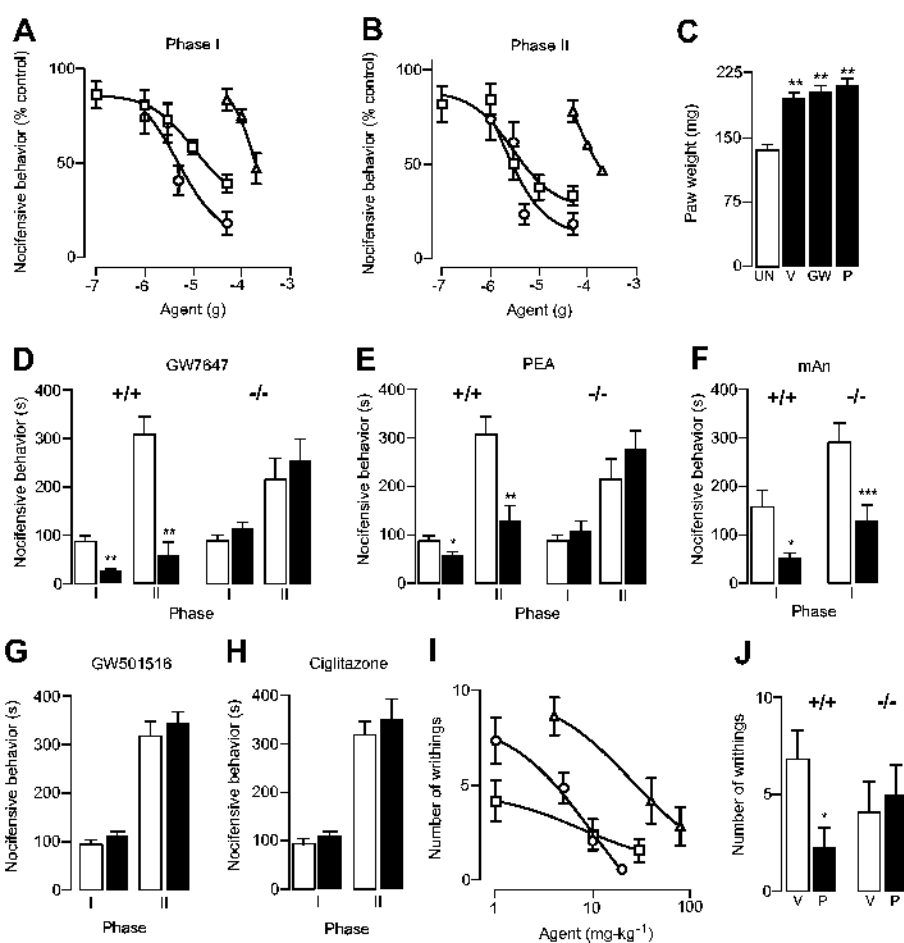 A
Phase I
Nocifensive behavior (% control)
100
50
0
-7 -6 -5 -4 -3
Agent (g)
B
Phase II
Nocifensive behavior (% control)
100
50
0
-7 -6 -5 -4 -3
Agent (g)
C
Paw weight (mg)
225
150
75
0
** ** **
UN V GW P
D
GW7647
+/+ -/-
Nocifensive behavior (s)
400
300
200
100
0
** **
I II I II
Phase
E
PEA
+/+ -/-
Nocifensive behavior (s)
400
300
200
100
0
* **
I II I II
Phase
F
mAn
+/+ -/-
Nocifensive behavior (s)
400
300
200
100
0
* ***
I I
Phase
G
GW501516
Nocifensive behavior (s)
400
300
200
100
0
I II
Phase
H
Ciglitazone
Nocifensive behavior (s)
400
300
200
100
0
I II
Phase
I
Number of writhings
10
5
0
1 10 100
Agent (mg-kg⁻¹)
J
+/+ -/-
Number of writhings
10
5
0
*
V P V P